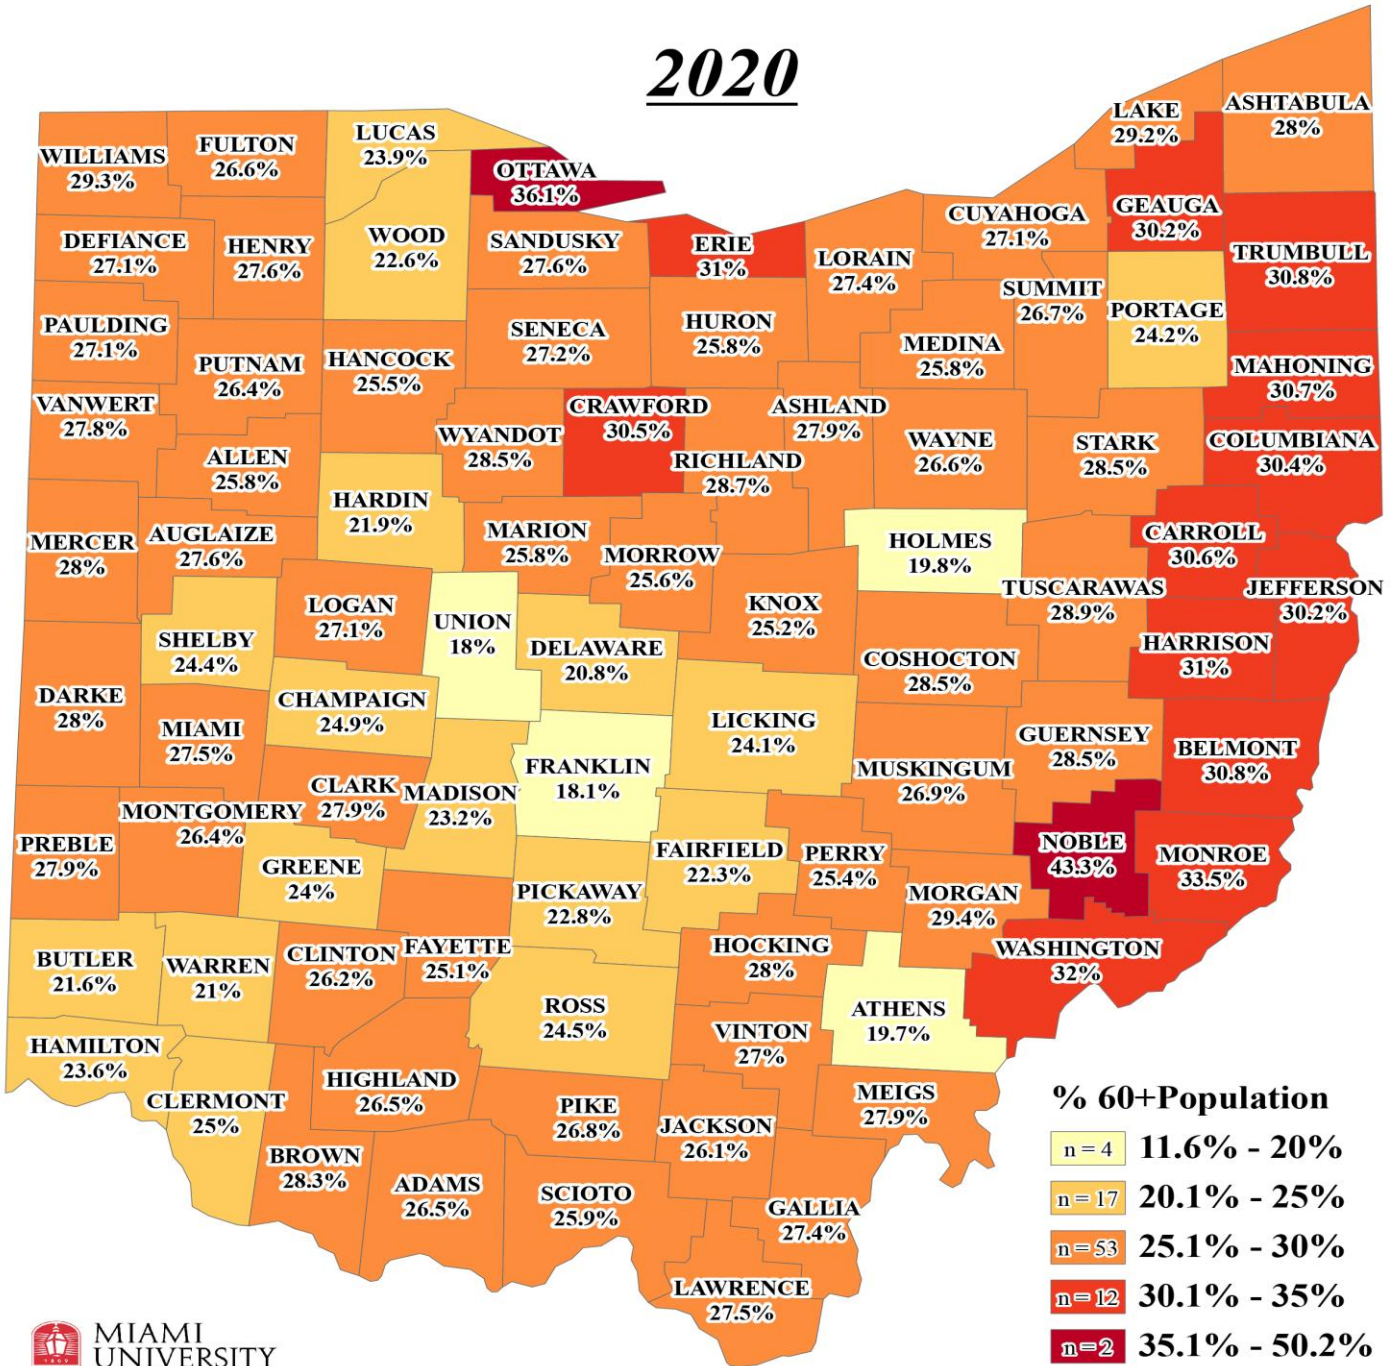 2020
LAKE
29.2%
ASHTABULA
28%
WILLIAMS
29.3%
FULTON
26.6%
LUCAS
23.9%
OTTAWA
36.1%
GEAUGA
30.2%
CUYAHOGA
27.1%
DEFIANCE
27.1%
HENRY
27.6%
WOOD
22.6%
SANDUSKY
27.6%
ERIE
31%
LORAIN
27.4%
TRUMBULL
30.8%
SUMMIT
26.7%
PORTAGE
24.2%
PAULDING
27.1%
SENECA
27.2%
HURON
25.8%
MEDINA
25.8%
PUTNAM
26.4%
HANCOCK
25.5%
MAHONING
30.7%
VANWERT
27.8%
CRAWFORD
30.5%
ASHLAND
27.9%
WYANDOT
28.5%
WAYNE
26.6%
STARK
28.5%
COLUMBIANA
30.4%
ALLEN
25.8%
RICHLAND
28.7%
HARDIN
21.9%
MERCER
28%
AUGLAIZE
27.6%
MARION
25.8%
MORROW
25.6%
HOLMES
19.8%
CARROLL
30.6%
TUSCARAWAS
28.9%
JEFFERSON
30.2%
LOGAN
27.1%
UNION
18%
KNOX
25.2%
SHELBY
24.4%
DELAWARE
20.8%
COSHOCTON
28.5%
HARRISON
31%
DARKE
28%
CHAMPAIGN
24.9%
MIAMI
27.5%
LICKING
24.1%
GUERNSEY
28.5%
BELMONT
30.8%
FRANKLIN
18.1%
MUSKINGUM
26.9%
CLARK
27.9%
MADISON
23.2%
MONTGOMERY
26.4%
PREBLE
27.9%
GREENE
24%
FAIRFIELD
22.3%
PERRY
25.4%
NOBLE
43.3%
MONROE
33.5%
PICKAWAY
22.8%
MORGAN
29.4%
WASHINGTON
32%
BUTLER
21.6%
WARREN
21%
CLINTON
26.2%
FAYETTE
25.1%
HOCKING
28%
ROSS
24.5%
ATHENS
19.7%
VINTON
27%
HAMILTON
23.6%
CLERMONT
25%
HIGHLAND
26.5%
PIKE
26.8%
JACKSON
26.1%
MEIGS
27.9%
BROWN
28.3%
ADAMS
26.5%
SCIOTO
25.9%
GALLIA
27.4%
LAWRENCE
27.5%
% 60+Population
n = 4 11.6% - 20%
n = 17 20.1% - 25%
n = 53 25.1% - 30%
n = 12 30.1% - 35%
n = 2 35.1% - 50.2%
1809
MIAMI
UNIVERSITY